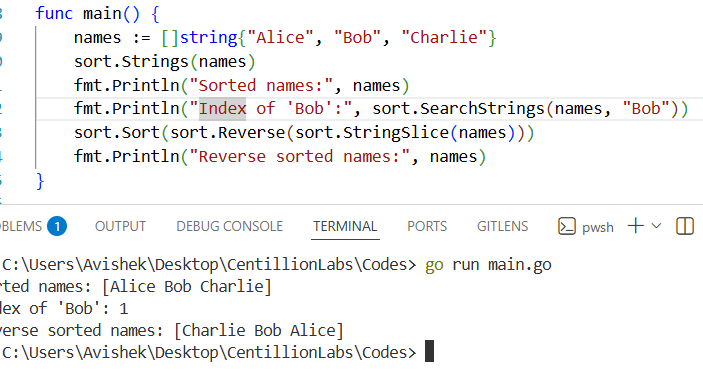 func main() {
names := []string{"Alice", "Bob", "Charlie"}
sort.Strings(names)
fmt.Println("Sorted names:", names)
fmt.Println("Index of 'Bob':", sort.SearchStrings(names, "Bob"))
sort.Sort(sort.Reverse(sort.StringSlice(names)))
fmt.Println("Reverse sorted names:", names)
}
OBLEMS 1 OUTPUT DEBUG CONSOLE TERMINAL PORTS GITLENS pwsh
C:\Users\Avishek\Desktop\CentillionLabs\Codes> go run main.go
rted names: [Alice Bob Charlie]
dex of 'Bob': 1
verse sorted names: [Charlie Bob Alice]
C:\Users\Avishek\Desktop\CentillionLabs\Codes>